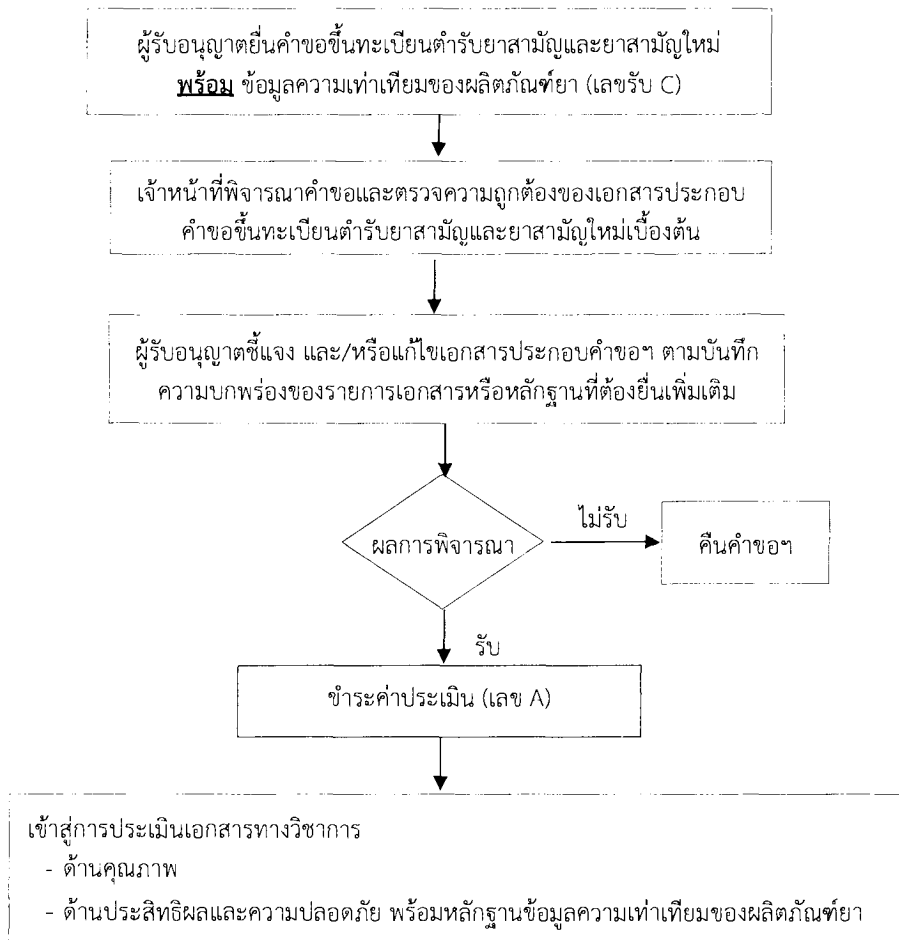 ผู้รับอนุญาตยื่นคำขอขึ้นทะเบียนตำรับยาสามัญและยาสามัญใหม่
พร้อม ข้อมูลความเท่าเทียมของผลิตภัณฑ์ยา (เลขรับ C)
เจ้าหน้าที่พิจารณาคำขอและตรวจความถูกต้องของเอกสารประกอบ
คำขอขึ้นทะเบียนตำรับยาสามัญและยาสามัญใหม่เบื้องต้น
ผู้รับอนุญาตชี้แจง และ/หรือแก้ไขเอกสารประกอบคำขอฯ ตามบันทึก
ความบกพร่องของรายการเอกสารหรือหลักฐานที่ต้องยื่นเพิ่มเติม
ผลการพิจารณา
ไม่รับ
คืนคำขอฯ
รับ
ชำระค่าประเมิน (เลข A)
เข้าสู่การประเมินเอกสารทางวิชาการ
- ด้านคุณภาพ
- ด้านประสิทธิผลและความปลอดภัย พร้อมหลักฐานข้อมูลความเท่าเทียมของผลิตภัณฑ์ยา